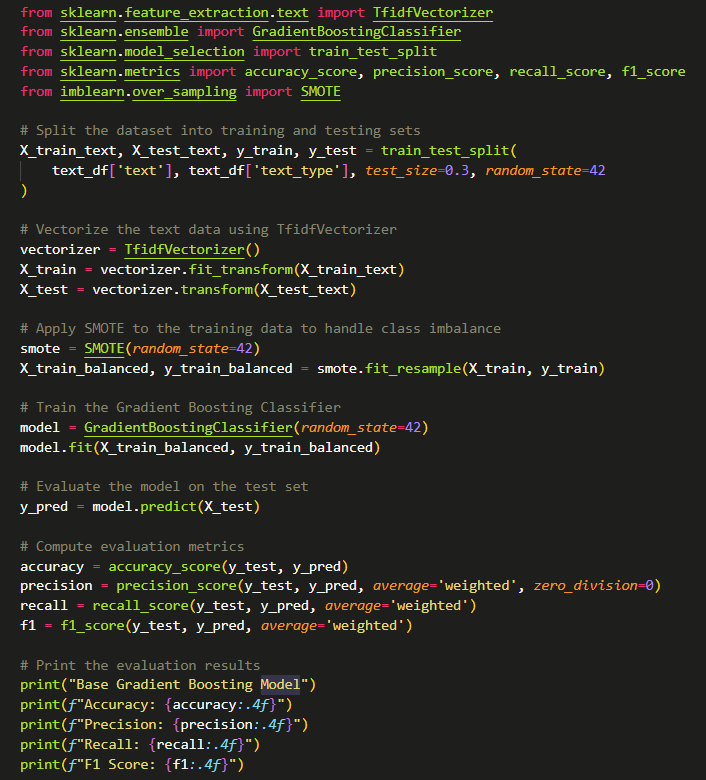 from sklearn.feature_extraction.text import TfidfVectorizer
from sklearn.ensemble import GradientBoostingClassifier
from sklearn.model_selection import train_test_split
from sklearn.metrics import accuracy_score, precision_score, recall_score, f1_score
from imblearn.over_sampling import SMOTE

# Split the dataset into training and testing sets
X_train_text, X_test_text, y_train, y_test = train_test_split(
    text_df['text'], text_df['text_type'], test_size=0.3, random_state=42
)

# Vectorize the text data using TfidfVectorizer
vectorizer = TfidfVectorizer()
X_train = vectorizer.fit_transform(X_train_text)
X_test = vectorizer.transform(X_test_text)

# Apply SMOTE to the training data to handle class imbalance
smote = SMOTE(random_state=42)
X_train_balanced, y_train_balanced = smote.fit_resample(X_train, y_train)

# Train the Gradient Boosting Classifier
model = GradientBoostingClassifier(random_state=42)
model.fit(X_train_balanced, y_train_balanced)

# Evaluate the model on the test set
y_pred = model.predict(X_test)

# Compute evaluation metrics
accuracy = accuracy_score(y_test, y_pred)
precision = precision_score(y_test, y_pred, average='weighted', zero_division=0)
recall = recall_score(y_test, y_pred, average='weighted')
f1 = f1_score(y_test, y_pred, average='weighted')

# Print the evaluation results
print("Base Gradient Boosting Model")
print(f"Accuracy: {accuracy:.4f}")
print(f"Precision: {precision:.4f}")
print(f"Recall: {recall:.4f}")
print(f"F1 Score: {f1:.4f}")